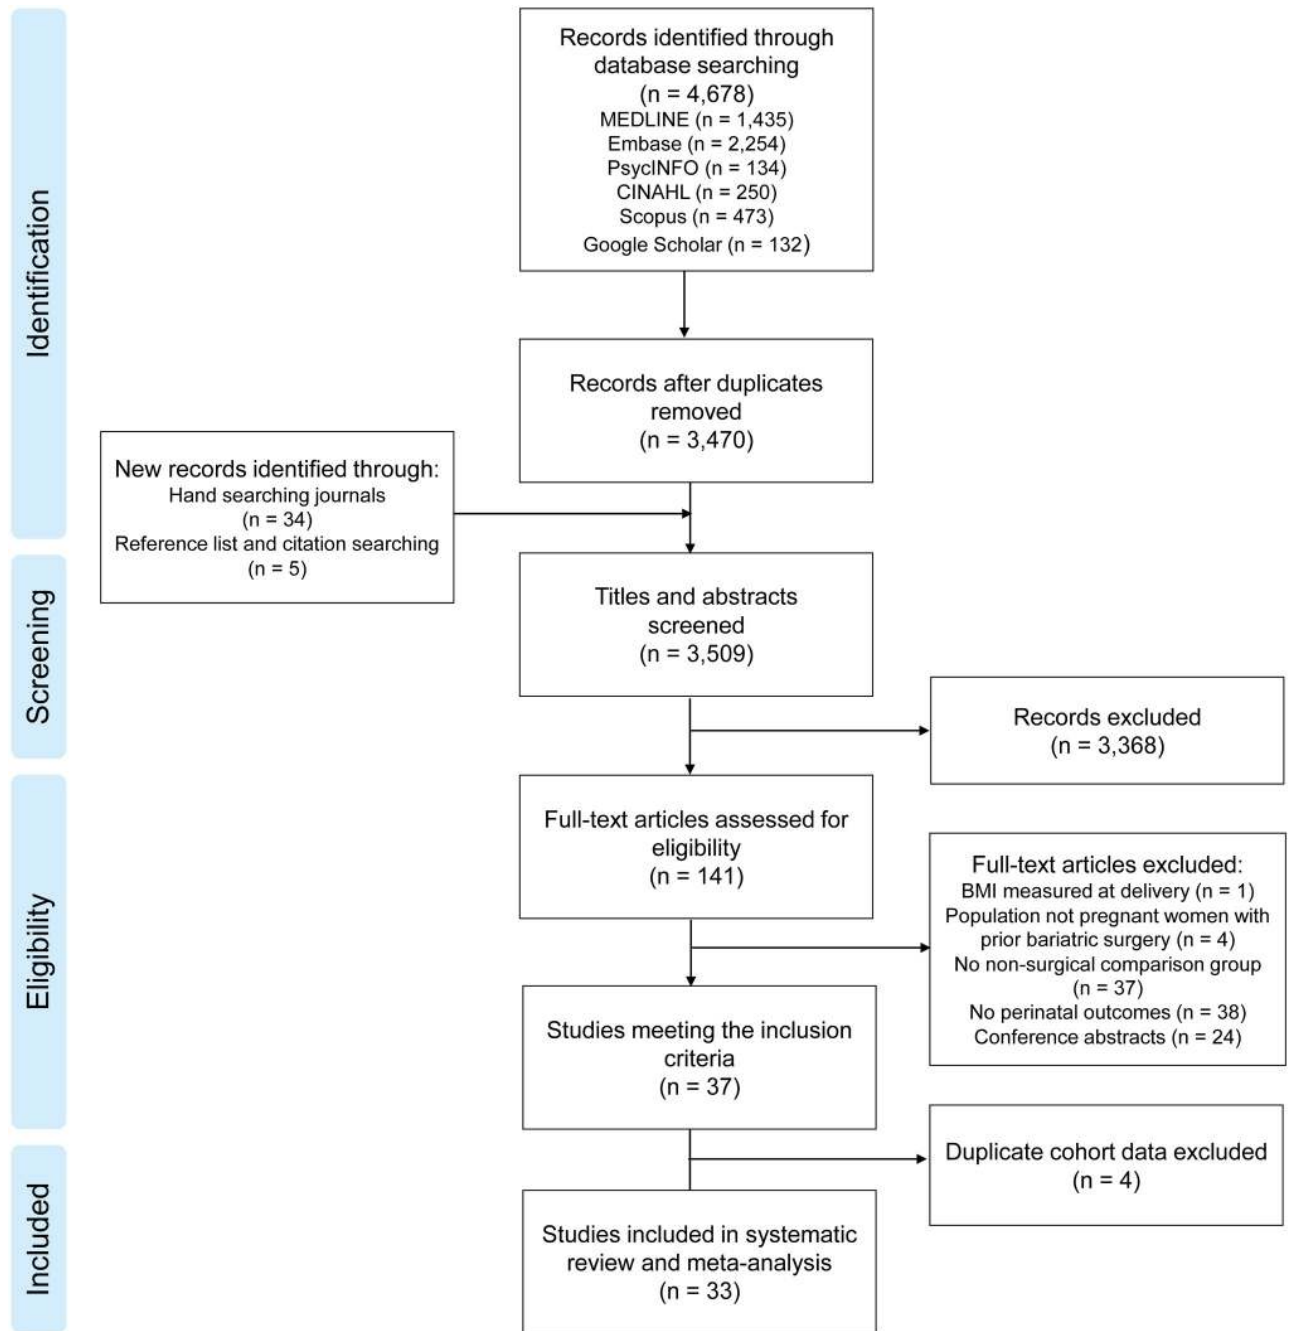 Identification
Records identified through
database searching
(n = 4,678)
MEDLINE (n = 1,435)
Embase (n = 2,254)
PsycINFO (n = 134)
CINAHL (n = 250)
Scopus (n = 473)
Google Scholar (n = 132)
Records after duplicates
removed
(n = 3,470)
New records identified through:
Hand searching journals
(n = 34)
Reference list and citation searching
(n = 5)
Screening
Titles and abstracts
screened
(n = 3,509)
Records excluded
(n = 3,368)
Eligibility
Full-text articles assessed for
eligibility
(n = 141)
Full-text articles excluded:
BMI measured at delivery (n = 1)
Population not pregnant women with
prior bariatric surgery (n = 4)
No non-surgical comparison group
(n = 37)
No perinatal outcomes (n = 38)
Conference abstracts (n = 24)
Studies meeting the inclusion
criteria
(n = 37)
Duplicate cohort data excluded
(n = 4)
Included
Studies included in systematic
review and meta-analysis
(n = 33)